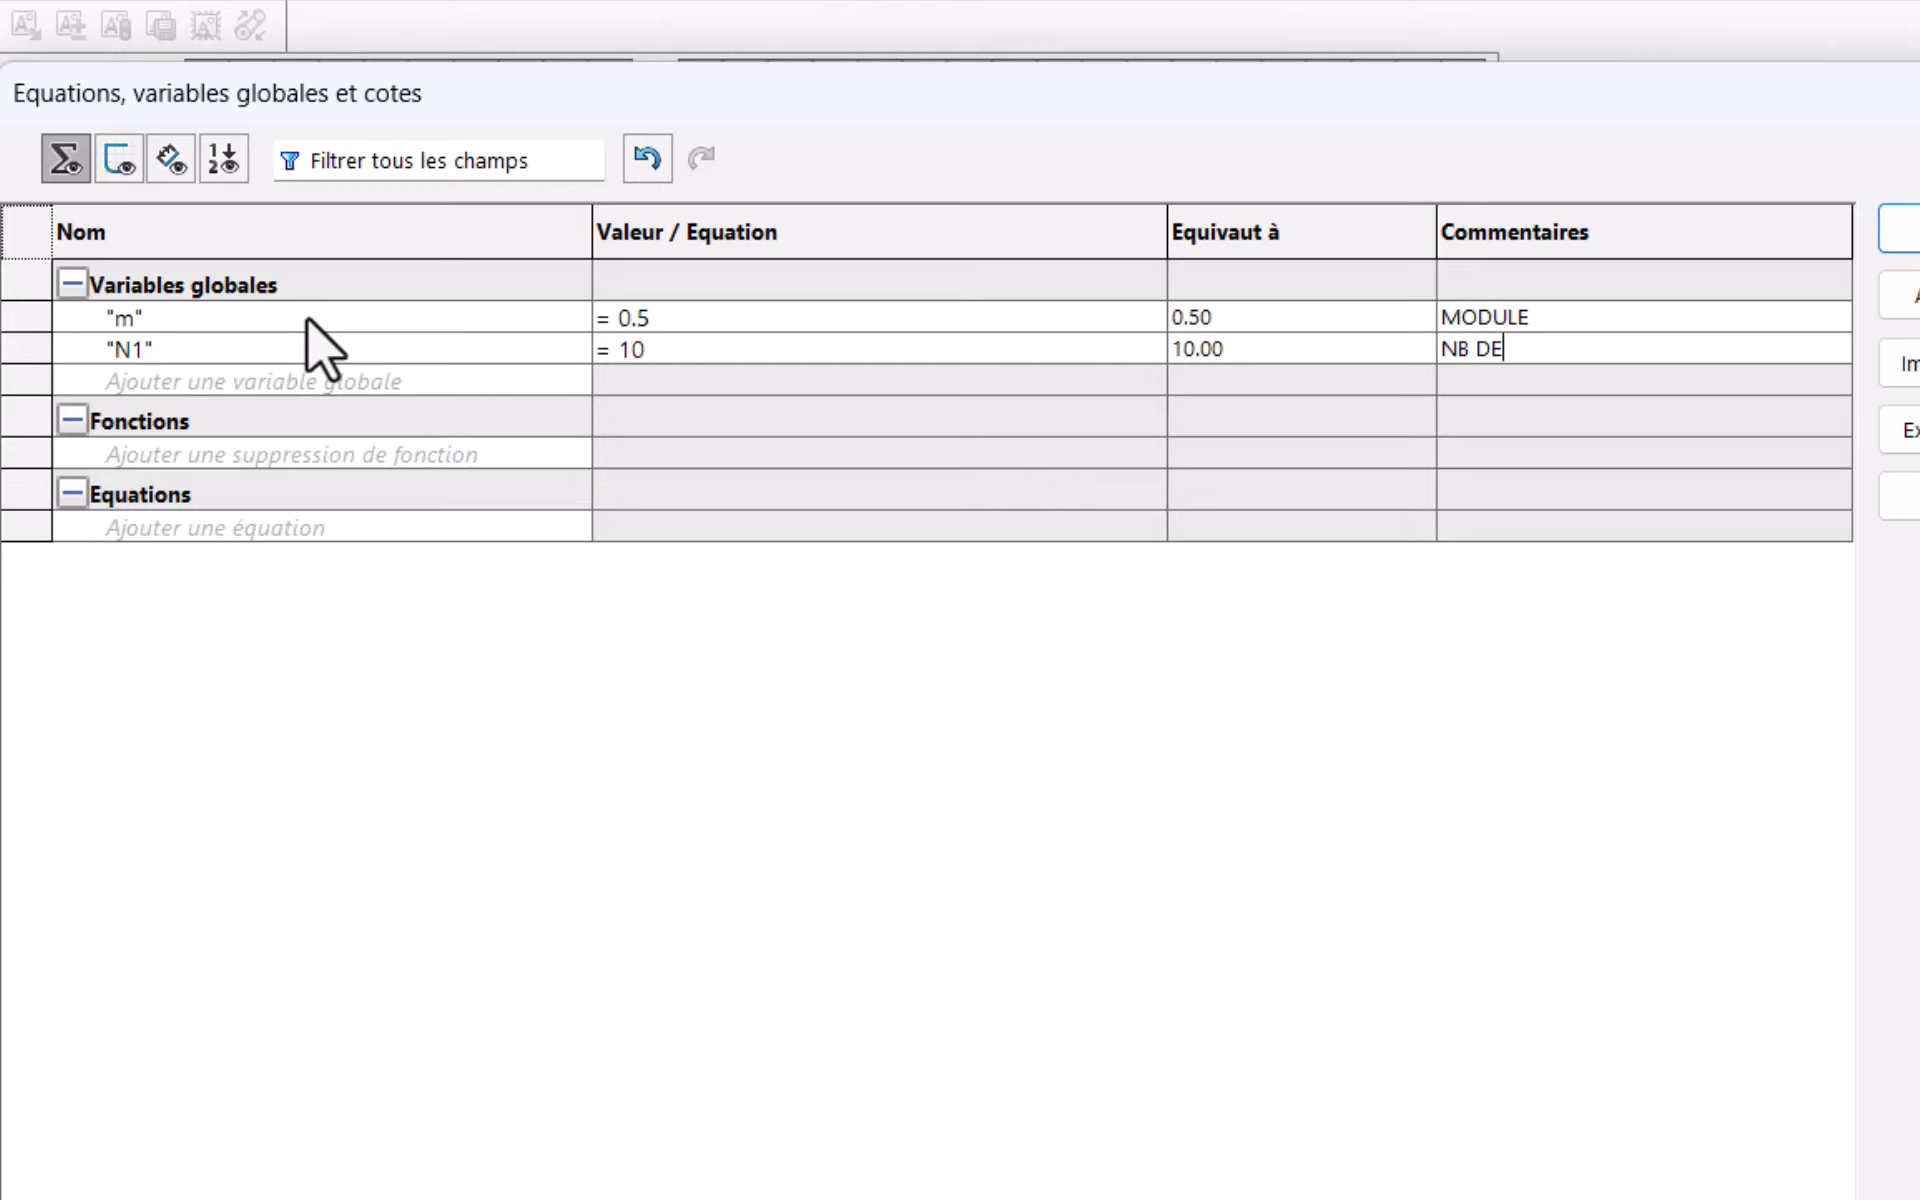 Equations, variables globales et cotes
Filtrer tous les champs
Nom Valeur / Equation Equivaut à Commentaires
Variables globales
"m" = 0.5 0.50 MODULE
"N1" = 10 10.00 NB DE
Ajouter une variable globale
Fonctions
Ajouter une suppression de fonction
Equations
Ajouter une équation